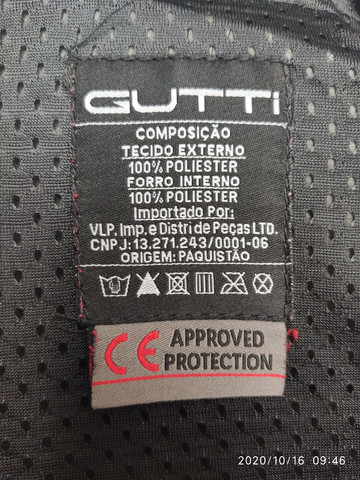 GUTTi
COMPOSIÇÃO
TECIDO EXTERNO
100% POLIESTER
FORRO INTERNO
100% POLIESTER
Importado Por:
VLP. Imp. e Distri de Peças LTD.
CNPJ:13.271.243/0001-06
ORIGEM: PAQUISTÃO
CE APPROVED
PROTECTION
2020/10/16 09:46